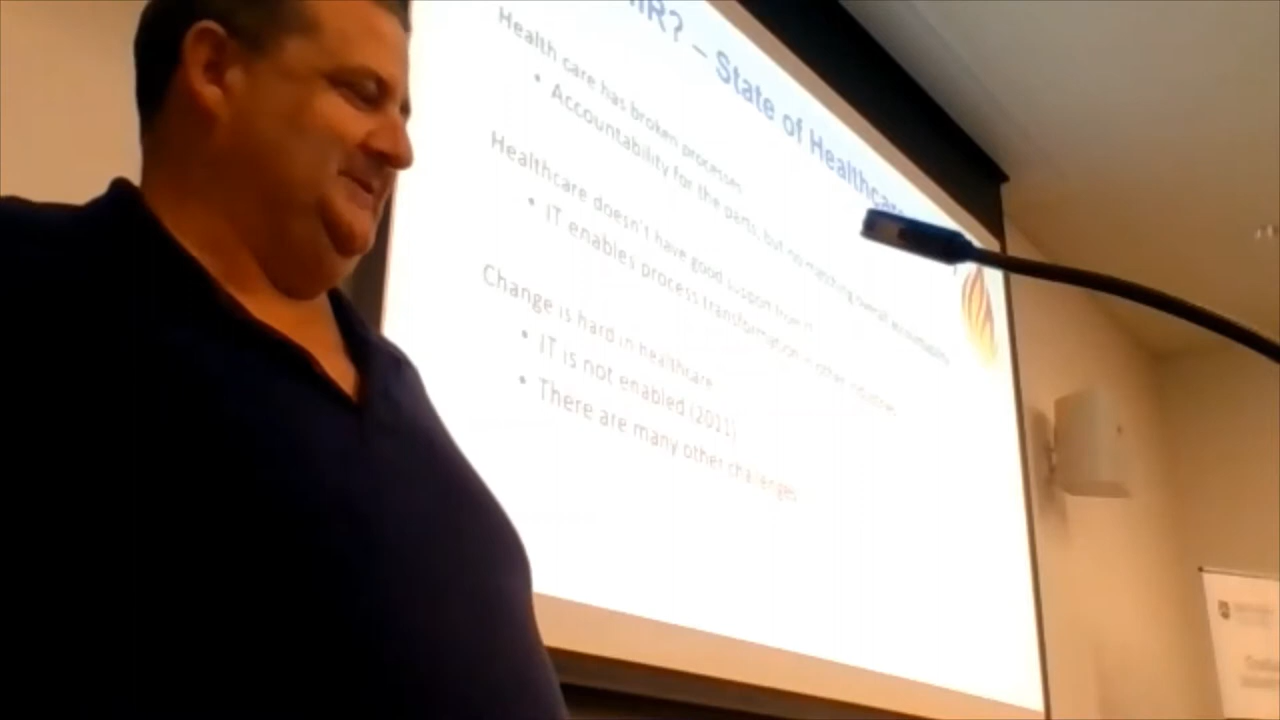 IR? – State of Healthcare
Health care has broken processes
• Accountability for the parts, but no matching overall accountability
Healthcare doesn't have good support from IT
• IT enables process transformation in other industries
Change is hard in healthcare
• IT is not enabled (2011)
• There are many other challenges